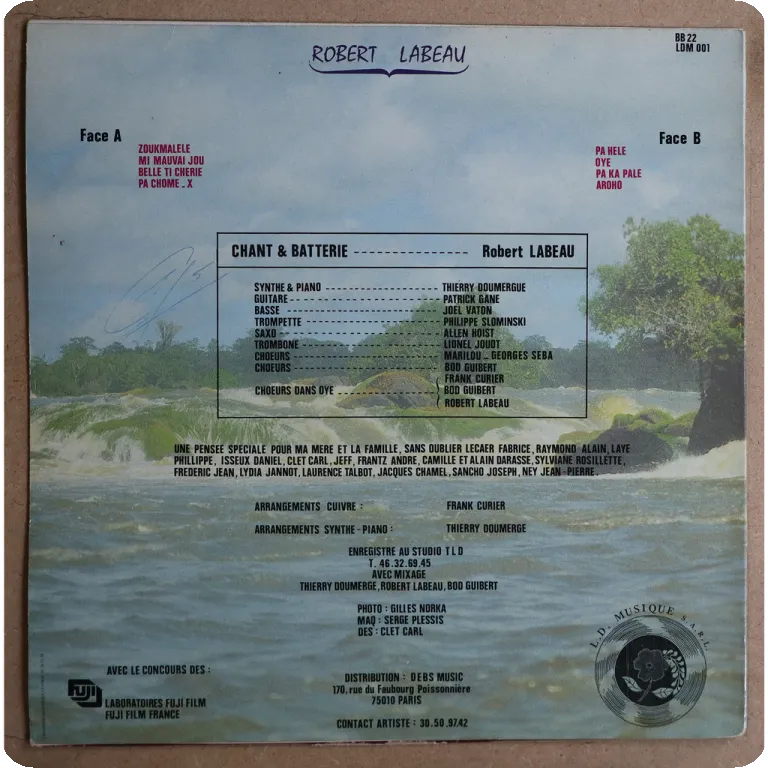 ROBERT LABEAU
BB 22
LDM 001
Face A
ZOUKMALELE
MI MAUVAI JOU
BELLE TI CHERIE
PA CHOME _ X
Face B
PA HELE
OYE
PA KA PALE
AROHO
CHANT & BATTERIE ---------------- Robert LABEAU
SYNTHE & PIANO ---------------- THIERRY DOUMERGUE
GUITARE ---------------- PATRICK GANE
BASSE ---------------- JOEL VATON
TROMPETTE ---------------- PHILIPPE SLOMINSKI
SAXO ---------------- ALLEN HOIST
TROMBONE ---------------- LIONEL JOUOT
CHOEURS ---------------- MARILOU _ GEORGES SEBA
CHOEURS ---------------- BOD GUIBERT
FRANK CURIER
CHOEURS DANS OYE ---------------- BOD GUIBERT
ROBERT LABEAU
UNE PENSEE SPECIALE POUR MA MERE ET LA FAMILLE, SANS OUBLIER LECAER FABRICE, RAYMOND ALAIN, LAYE
PHILLIPPE, ISSEUX DANIEL, CLET CARL, JEFF, FRANTZ ANDRE, CAMILLE ET ALAIN DARASSE, SYLVIANE ROSILLETTE,
FREDERIC JEAN, LYDIA JANNOT, LAURENCE TALBOT, JACQUES CHAMEL, SANCHO JOSEPH, NEY JEAN-PIERRE.
ARRANGEMENTS CUIVRE : FRANK CURIER
ARRANGEMENTS SYNTHE-PIANO : THIERRY DOUMERGE
ENREGISTRE AU STUDIO T L D
T. 46.32.69.45
AVEC MIXAGE
THIERRY DOUMERGE, ROBERT LABEAU, BOD GUIBERT
PHOTO : GILLES NORKA
MAQ : SERGE PLESSIS
DES : CLET CARL
L.D. MUSIQUE S.A.R.L.
AVEC LE CONCOURS DES :
FUJI
LABORATOIRES FUJI FILM
FUJI FILM FRANCE
DISTRIBUTION : DEBS MUSIC
170, rue du Faubourg Poissonnière
75010 PARIS
CONTACT ARTISTE : 30.50.97.42